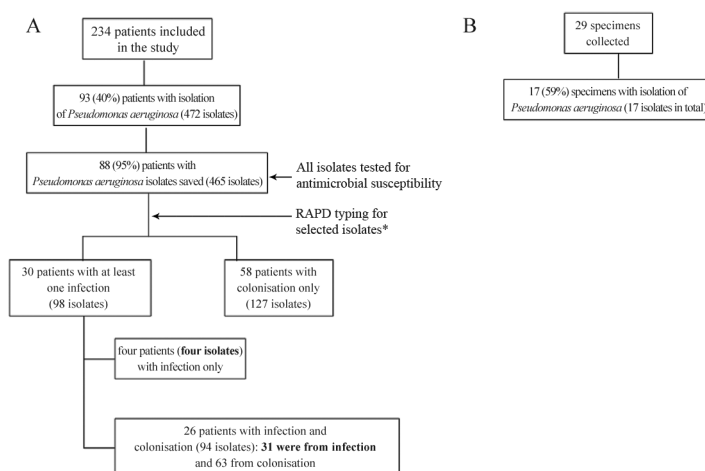 A
234 patients included
in the study
93 (40%) patients with isolation
of Pseudomonas aeruginosa (472 isolates)
88 (95%) patients with
Pseudomonas aeruginosa isolates saved (465 isolates)
All isolates tested for
antimicrobial susceptibility
RAPD typing for
selected isolates*
30 patients with at least
one infection
(98 isolates)
58 patients with
colonisation only
(127 isolates)
four patients (four isolates)
with infection only
26 patients with infection and
colonisation (94 isolates): 31 were from infection
and 63 from colonisation
B
29 specimens
collected
17 (59%) specimens with isolation of
Pseudomonas aeruginosa (17 isolates in total)